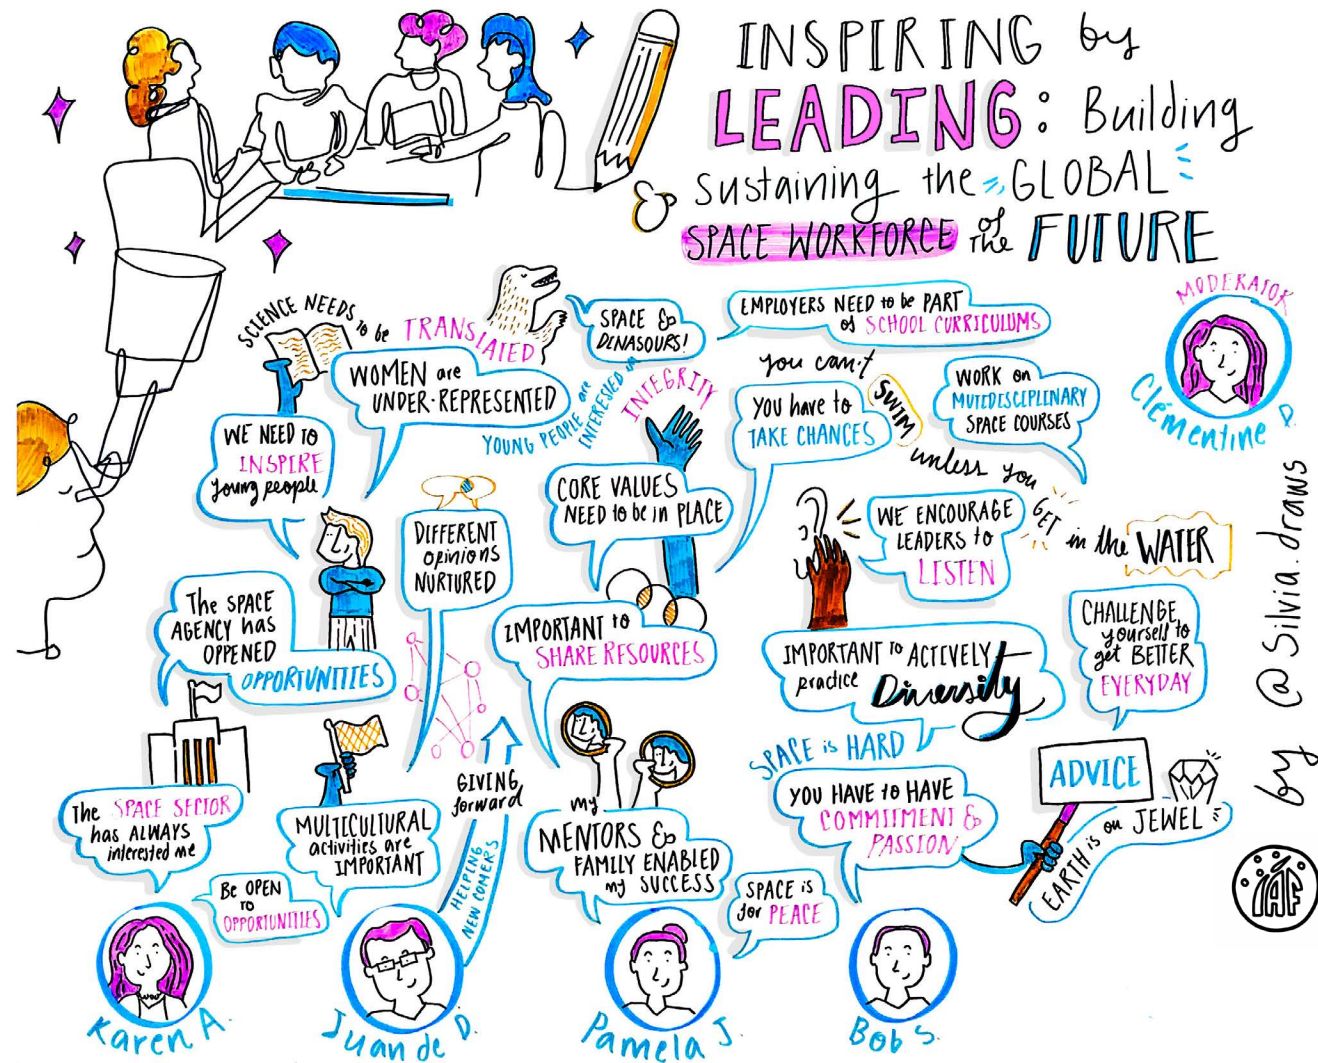 INSPIRING by
LEADING: Building
sustaining the GLOBAL
SPACE WORKFORCE of the FUTURE
MODERATOR
Clémentine P.
SCIENCE NEEDS to be TRANSLATED
SPACE &
DINASOURS!
YOUNG PEOPLE are INTERESTED in
EMPLOYERS NEED to be PART
of SCHOOL CURRICULUMS
WOMEN are
UNDER-REPRESENTED
INTEGRITY
you can't SWIM unless you GET in the WATER
YOU have to
TAKE CHANCES
WORK on
MUTIDISCIPLINARY
SPACE COURSES
WE NEED to
INSPIRE
young people
DIFFERENT
opinions
NURTURED
CORE VALUES
NEED to be in PLACE
WE ENCOURAGE
LEADERS to
LISTEN
The SPACE
AGENCY has
OPPENED
OPPORTUNITIES
IMPORTANT to
SHARE RESOURCES
IMPORTANT to ACTIVELY
practice Diversity
CHALLENGE
yourself to
get BETTER
EVERYDAY
SPACE is HARD
The SPACE SECTOR
has ALWAYS
interested me
MULTICULTURAL
activities are
IMPORTANT
GIVING
forward
HELPING
NEW COMERS
my
MENTORS &
FAMILY ENABLED
my SUCCESS
YOU HAVE to HAVE
COMMITMENT &
PASSION
ADVICE
EARTH is our JEWEL
Be OPEN
to
OPPORTUNITIES
SPACE is
for PEACE
Karen A.
Juan de D.
Pamela J.
Bob S.
by @Silvia.draws
IAF